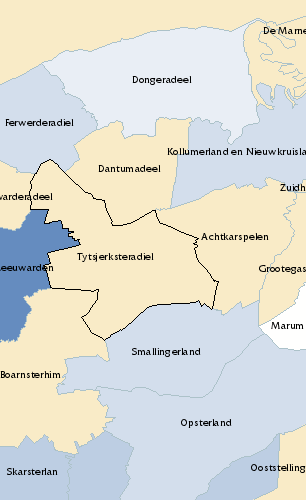 De Marne
Dongeradeel
Ferwerderadiel
Kollumerland en Nieuwkruisla
Dantumadeel
Zuidh
warderadeel
Achtkarspelen
Tytsjerksteradiel
eeuwarden
Grootegas
Marum
Smallingerland
Boarnsterhim
Opsterland
Skarsterlan
Ooststelling